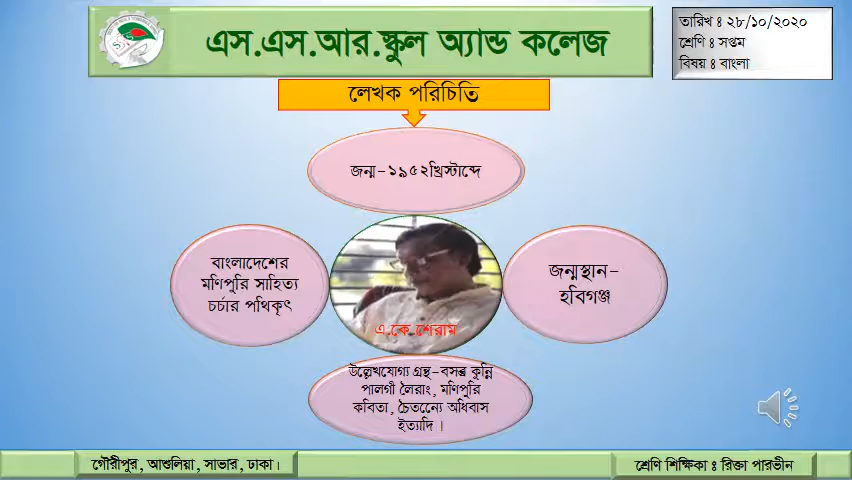 এস.এস.আর.স্কুল অ্যান্ড কলেজ
তারিখ ঃ ২৮/১০/২০২০
শ্রেণি ঃ সপ্তম
বিষয় ঃ বাংলা
লেখক পরিচিতি
জন্ম-১৯৫২খ্রিস্টাব্দে
বাংলাদেশের
মণিপুরি সাহিত্য
চর্চার পথিকৃৎ
এ.কে.শেরাম
জন্মস্থান-
হবিগঞ্জ
উল্লেখযোগ্য গ্রন্থ-বসন্ত কুন্নি
পালগী লৈরাং, মণিপুরি
কবিতা, চৈতন্যে অধিবাস
ইত্যাদি।
গৌরীপুর, আশুলিয়া, সাভার, ঢাকা।
শ্রেণি শিক্ষিকা ঃ রিক্তা পারভীন